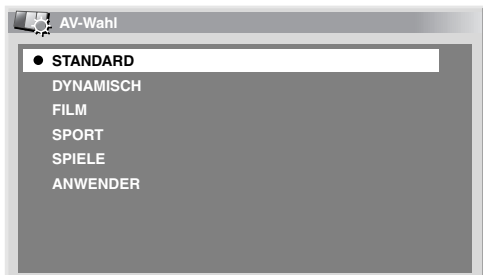 AV-Wahl
STANDARD
DYNAMISCH
FILM
SPORT
SPIELE
ANWENDER